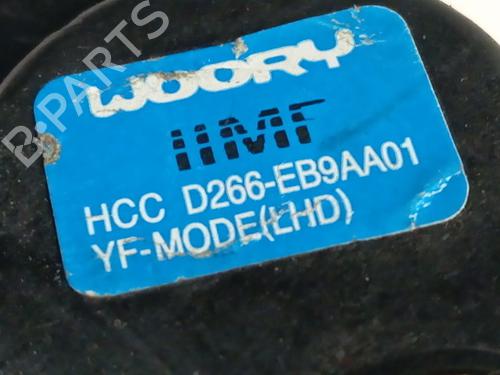 WOORY
HMF
HCC D266-EB9AA01
YF-MODE(LHD)
B-PARTS